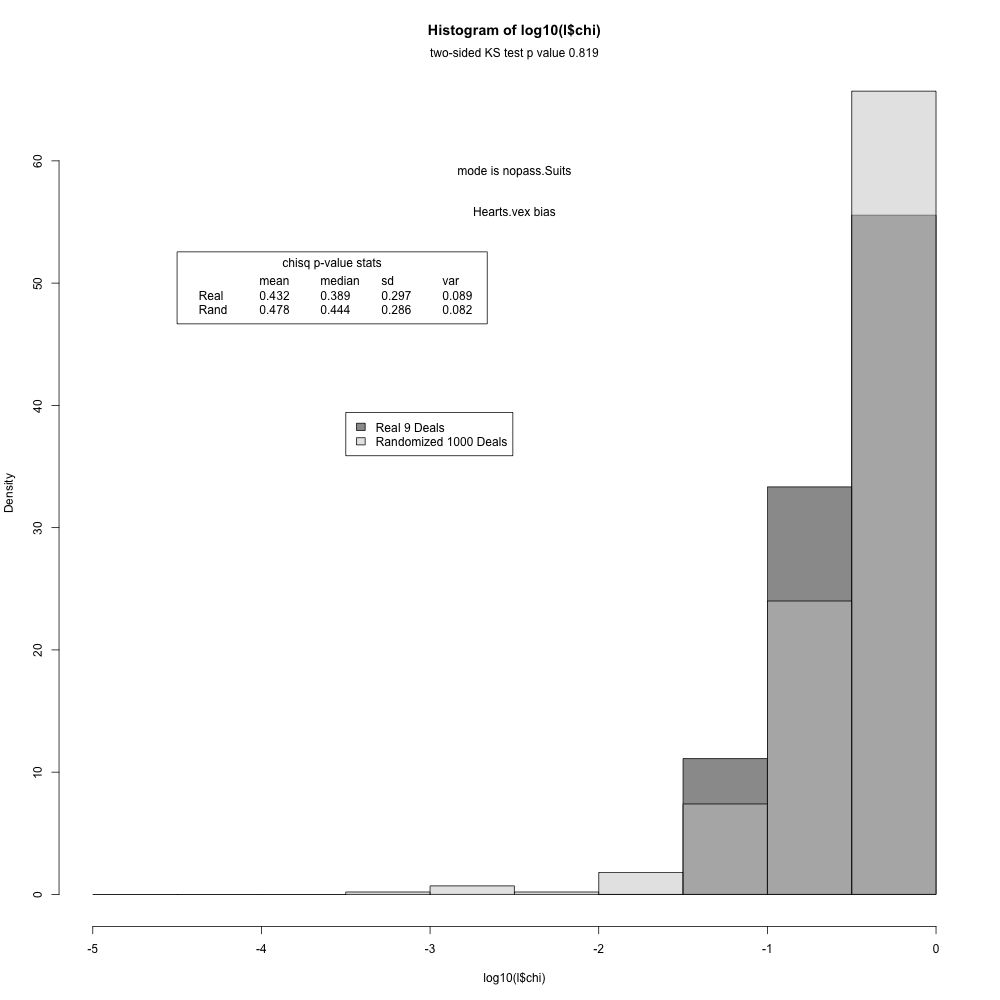 Histogram of log10(l$chi)
two-sided KS test p value 0.819
mode is nopass.Suits
Hearts.vex bias
chisq p-value stats
mean median sd var
Real 0.432 0.389 0.297 0.089
Rand 0.478 0.444 0.286 0.082
Real 9 Deals
Randomized 1000 Deals
Density
60
50
40
30
20
10
0
-5 -4 -3 -2 -1 0
log10(l$chi)